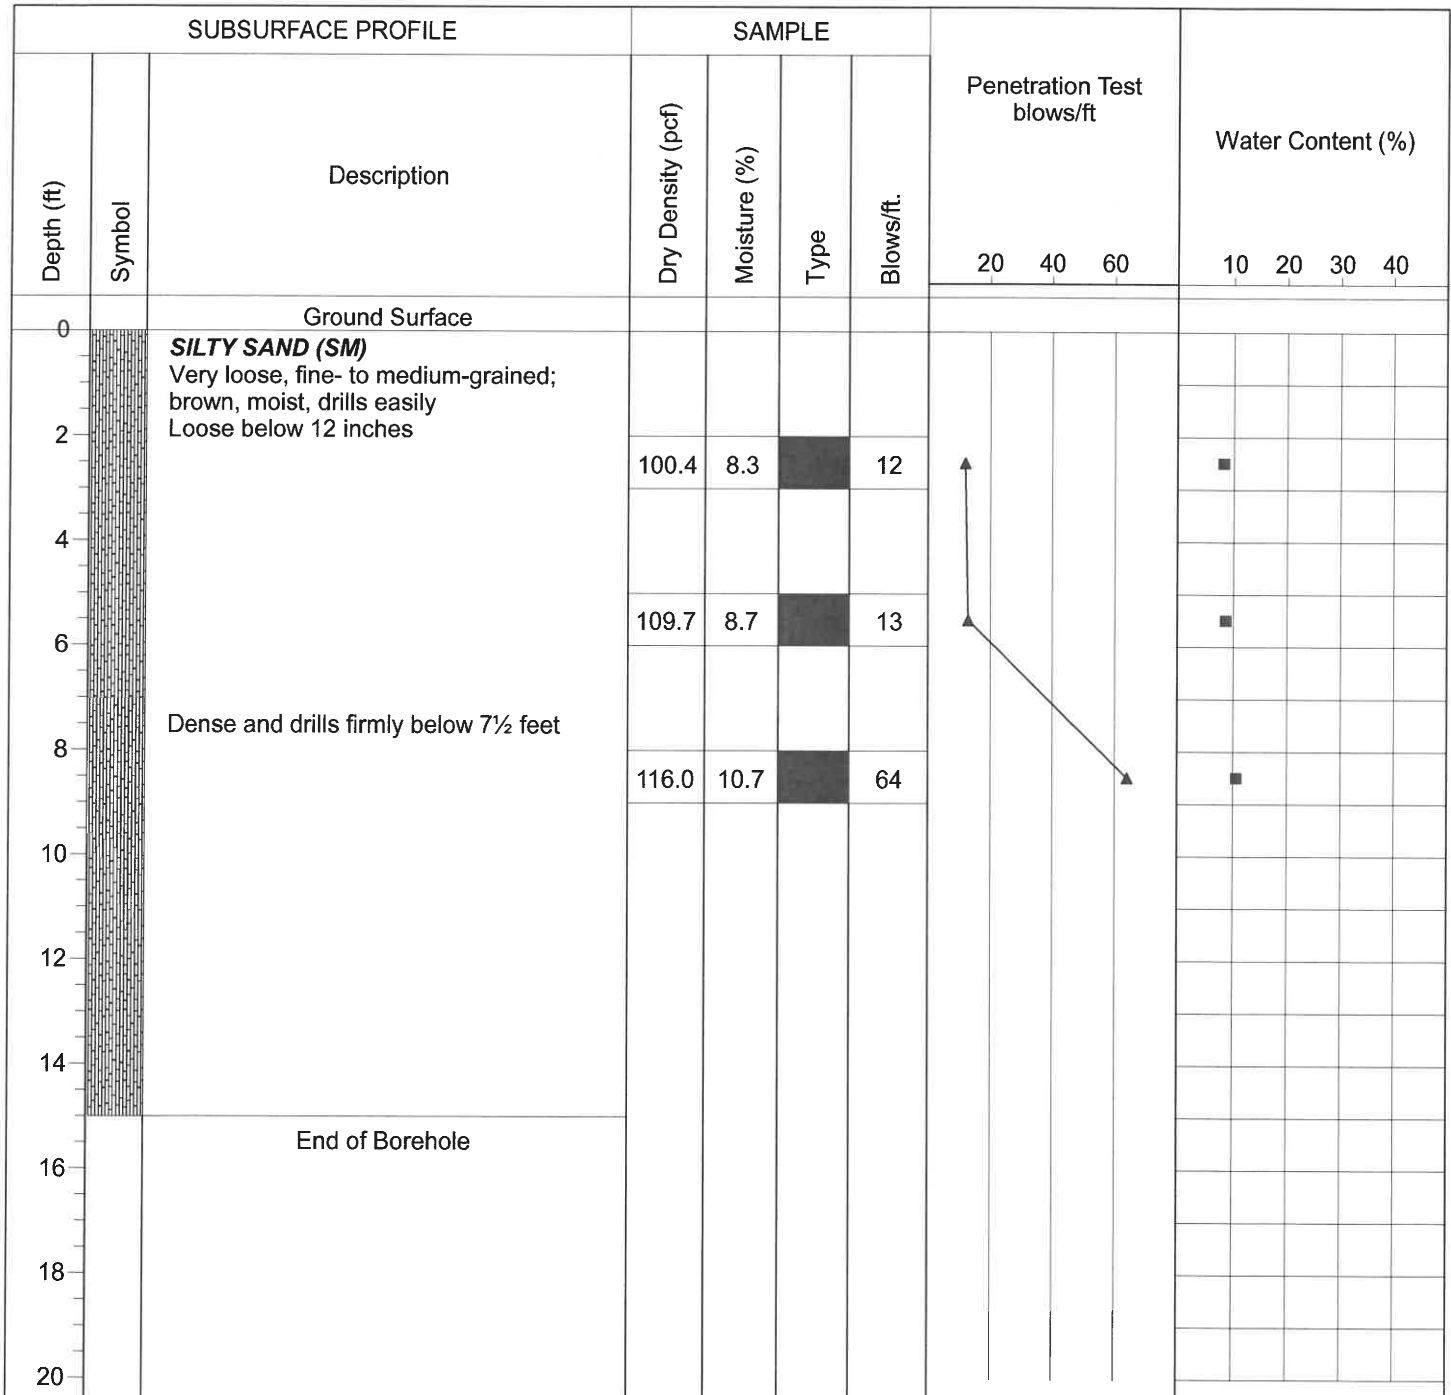 SUBSURFACE PROFILE
SAMPLE
Depth (ft)
Symbol
Description
Dry Density (pcf)
Moisture (%)
Type
Blows/ft.
Penetration Test
blows/ft
20 40 60
Water Content (%)
10 20 30 40
Ground Surface
0
SILTY SAND (SM)
Very loose, fine- to medium-grained;
brown, moist, drills easily
Loose below 12 inches
2
100.4 8.3 12
4
109.7 8.7 13
6
Dense and drills firmly below 7½ feet
8
116.0 10.7 64
10
12
14
End of Borehole
16
18
20